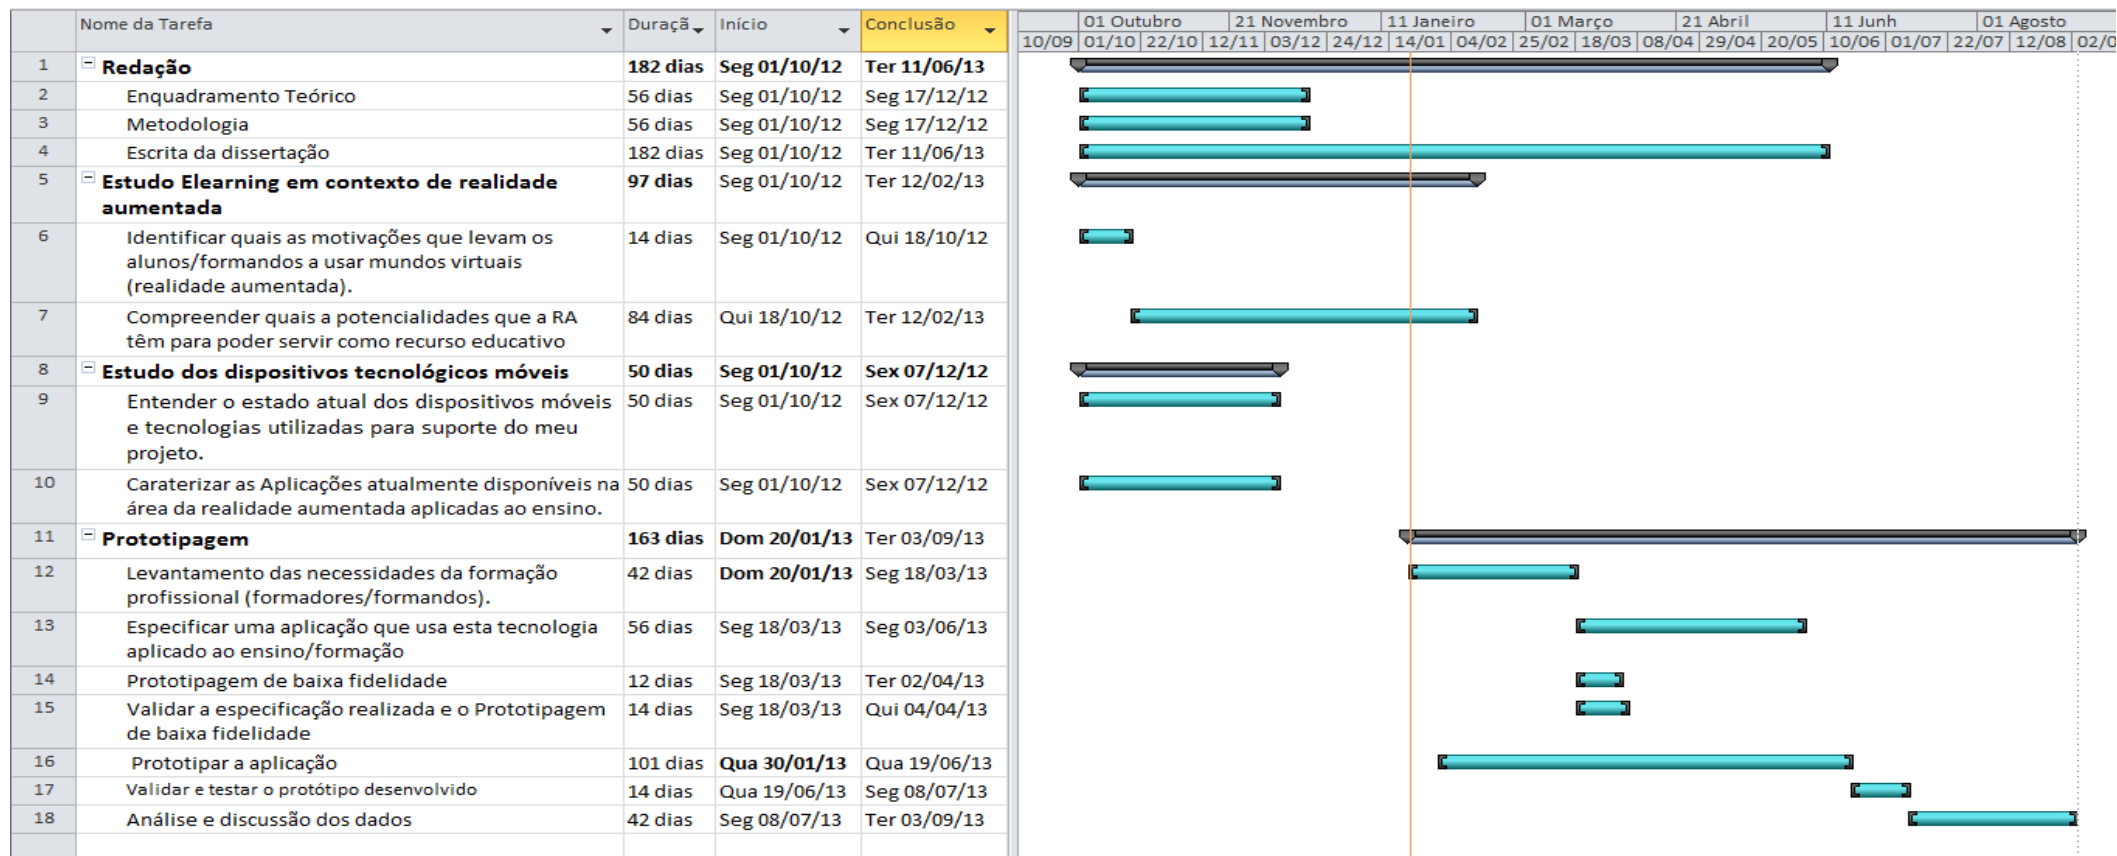 Nome da Tarefa Duraçã Início Conclusão
01 Outubro 21 Novembro 11 Janeiro 01 Março 21 Abril 11 Junh 01 Agosto
10/09 01/10 22/10 12/11 03/12 24/12 14/01 04/02 25/02 18/03 08/04 29/04 20/05 10/06 01/07 22/07 12/08 02/0
1 Redação 182 dias Seg 01/10/12 Ter 11/06/13
2 Enquadramento Teórico 56 dias Seg 01/10/12 Seg 17/12/12
3 Metodologia 56 dias Seg 01/10/12 Seg 17/12/12
4 Escrita da dissertação 182 dias Seg 01/10/12 Ter 11/06/13
5 Estudo Elearning em contexto de realidade 97 dias Seg 01/10/12 Ter 12/02/13
aumentada
6 Identificar quais as motivações que levam os 14 dias Seg 01/10/12 Qui 18/10/12
alunos/formandos a usar mundos virtuais
(realidade aumentada).
7 Compreender quais a potencialidades que a RA 84 dias Qui 18/10/12 Ter 12/02/13
têm para poder servir como recurso educativo
8 Estudo dos dispositivos tecnológicos móveis 50 dias Seg 01/10/12 Sex 07/12/12
9 Entender o estado atual dos dispositivos móveis 50 dias Seg 01/10/12 Sex 07/12/12
e tecnologias utilizadas para suporte do meu
projeto.
10 Caraterizar as Aplicações atualmente disponíveis na 50 dias Seg 01/10/12 Sex 07/12/12
área da realidade aumentada aplicadas ao ensino.
11 Prototipagem 163 dias Dom 20/01/13 Ter 03/09/13
12 Levantamento das necessidades da formação 42 dias Dom 20/01/13 Seg 18/03/13
profissional (formadores/formandos).
13 Especificar uma aplicação que usa esta tecnologia 56 dias Seg 18/03/13 Seg 03/06/13
aplicado ao ensino/formação
14 Prototipagem de baixa fidelidade 12 dias Seg 18/03/13 Ter 02/04/13
15 Validar a especificação realizada e o Prototipagem 14 dias Seg 18/03/13 Qui 04/04/13
de baixa fidelidade
16 Prototipar a aplicação 101 dias Qua 30/01/13 Qua 19/06/13
17 Validar e testar o protótipo desenvolvido 14 dias Qua 19/06/13 Seg 08/07/13
18 Análise e discussão dos dados 42 dias Seg 08/07/13 Ter 03/09/13